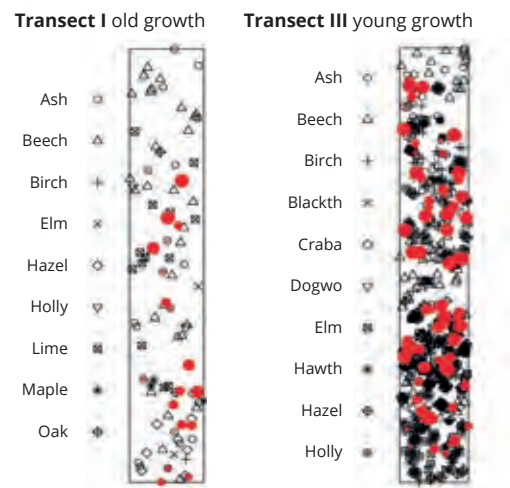 Transect I old growth
Ash
Beech
Birch
Elm
Hazel
Holly
Lime
Maple
Oak
Transect III young growth
Ash
Beech
Birch
Blackth
Craba
Dogwo
Elm
Hawth
Hazel
Holly